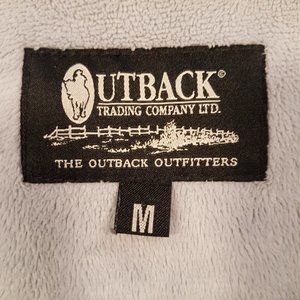 OUTBACK©
TRADING COMPANY LTD.
THE OUTBACK OUTFITTERS
M